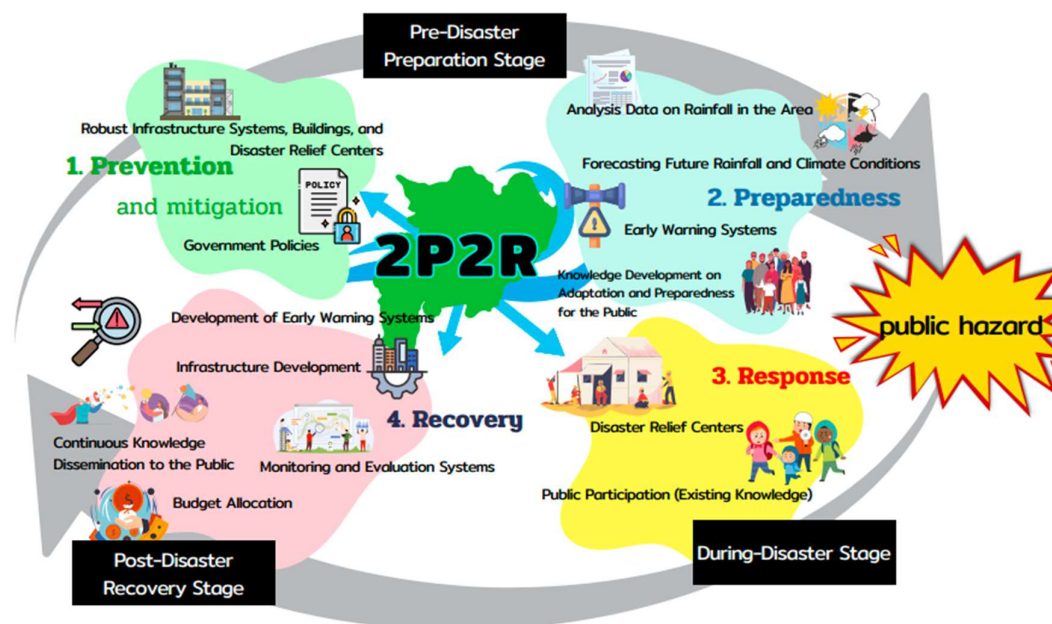 Pre-Disaster
Preparation Stage
Robust Infrastructure Systems, Buildings, and
Disaster Relief Centers
1. Prevention
and mitigation
POLICY
Government Policies
Analysis Data on Rainfall in the Area
Forecasting Future Rainfall and Climate Conditions
2. Preparedness
Early Warning Systems
Knowledge Development on
Adaptation and Preparedness
for the Public
2P2R
public hazard
Development of Early Warning Systems
Infrastructure Development
4. Recovery
Continuous Knowledge
Dissemination to the Public
Monitoring and Evaluation Systems
Budget Allocation
3. Response
Disaster Relief Centers
Public Participation (Existing Knowledge)
Post-Disaster
Recovery Stage
During-Disaster Stage